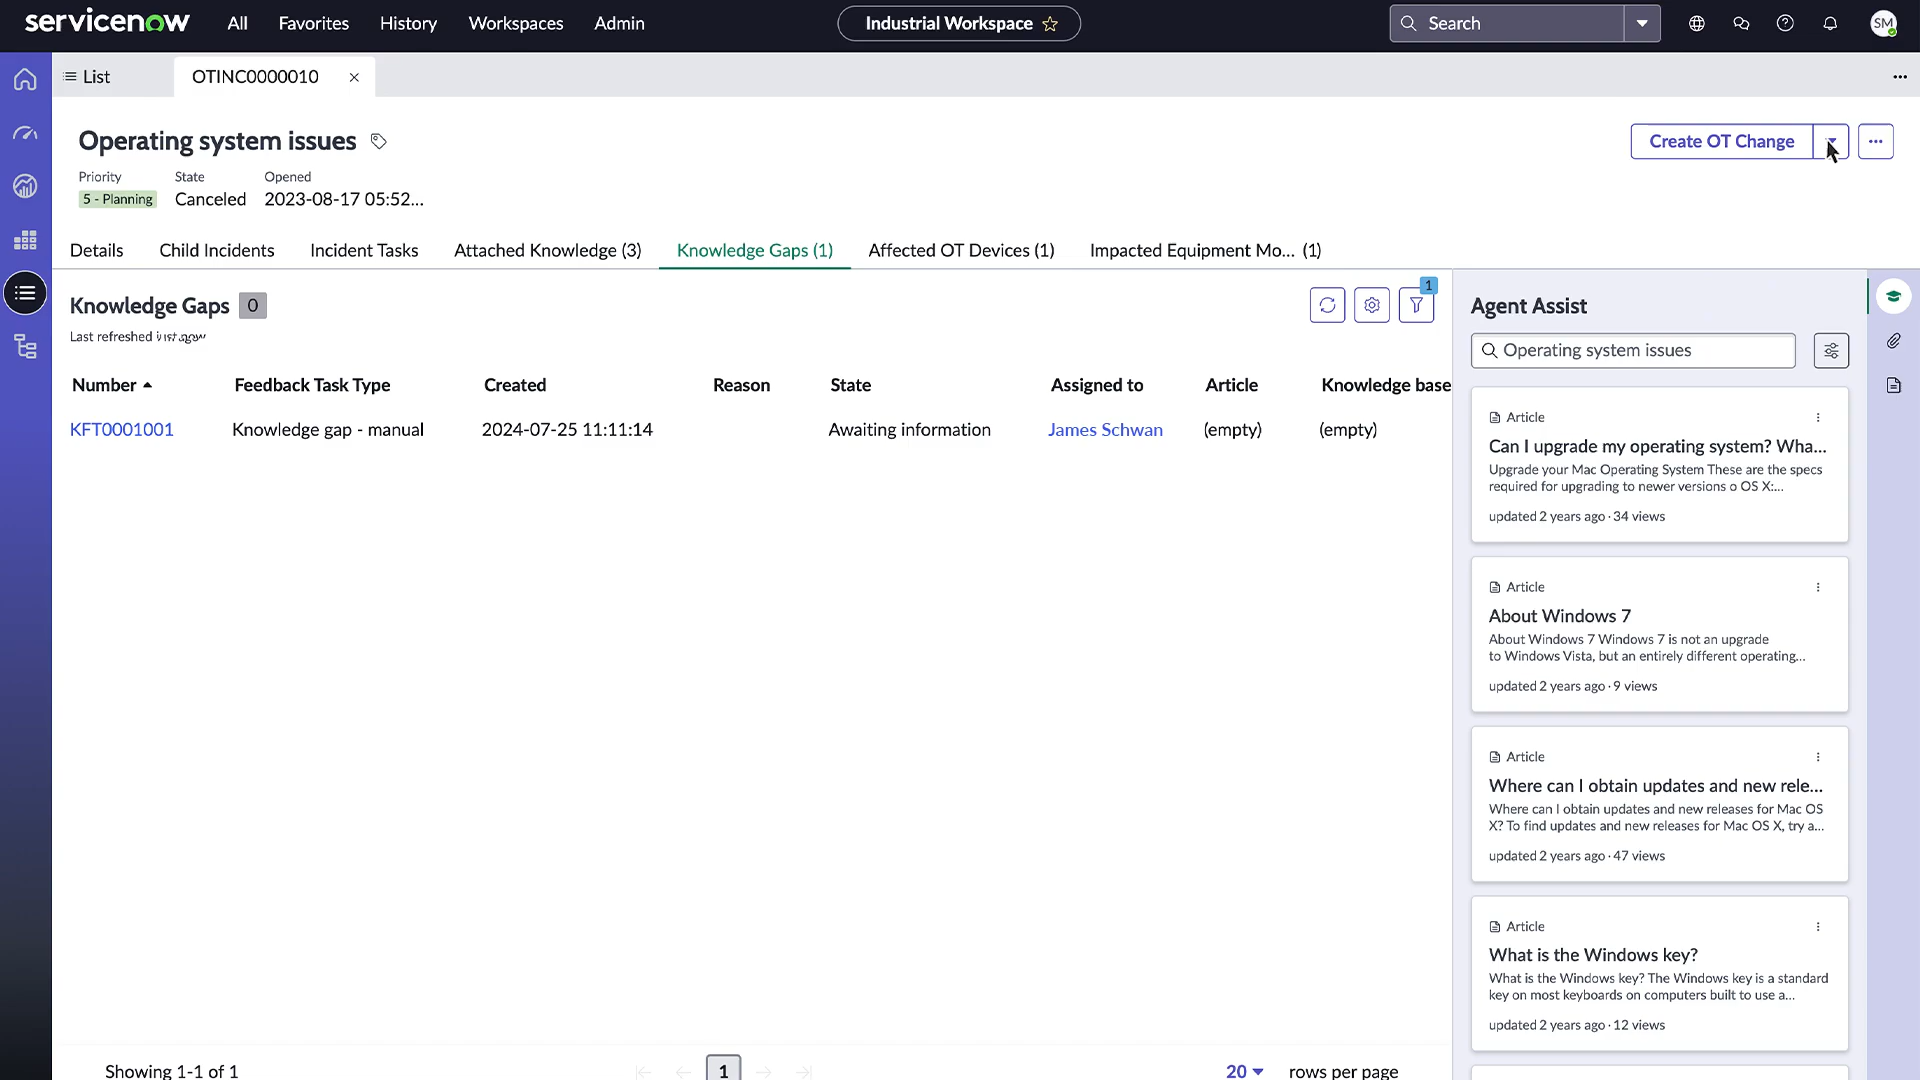 servicenow
All
Favorites
History
Workspaces
Admin
Industrial Workspace
Search
SM
List
OTINC0000010
Operating system issues
Create OT Change
Priority
State
Opened
5 - Planning
Canceled
2023-08-17 05:52...
Details
Child Incidents
Incident Tasks
Attached Knowledge (3)
Knowledge Gaps (1)
Affected OT Devices (1)
Impacted Equipment Mo... (1)
Knowledge Gaps 0
1
Last refreshed just now
Number
Feedback Task Type
Created
Reason
State
Assigned to
Article
Knowledge base
KFT0001001
Knowledge gap - manual
2024-07-25 11:11:14
Awaiting information
James Schwan
(empty)
(empty)
Showing 1-1 of 1
1
20
rows per page
Agent Assist
Operating system issues
Article
Can I upgrade my operating system? Wha...
Upgrade your Mac Operating System These are the specs
required for upgrading to newer versions o OS X:...
updated 2 years ago · 34 views
Article
About Windows 7
About Windows 7 Windows 7 is not an upgrade
to Windows Vista, but an entirely different operating...
updated 2 years ago · 9 views
Article
Where can I obtain updates and new rele...
Where can I obtain updates and new releases for Mac OS
X? To find updates and new releases for Mac OS X, try a...
updated 2 years ago · 47 views
Article
What is the Windows key?
What is the Windows key? The Windows key is a standard
key on most keyboards on computers built to use a...
updated 2 years ago · 12 views